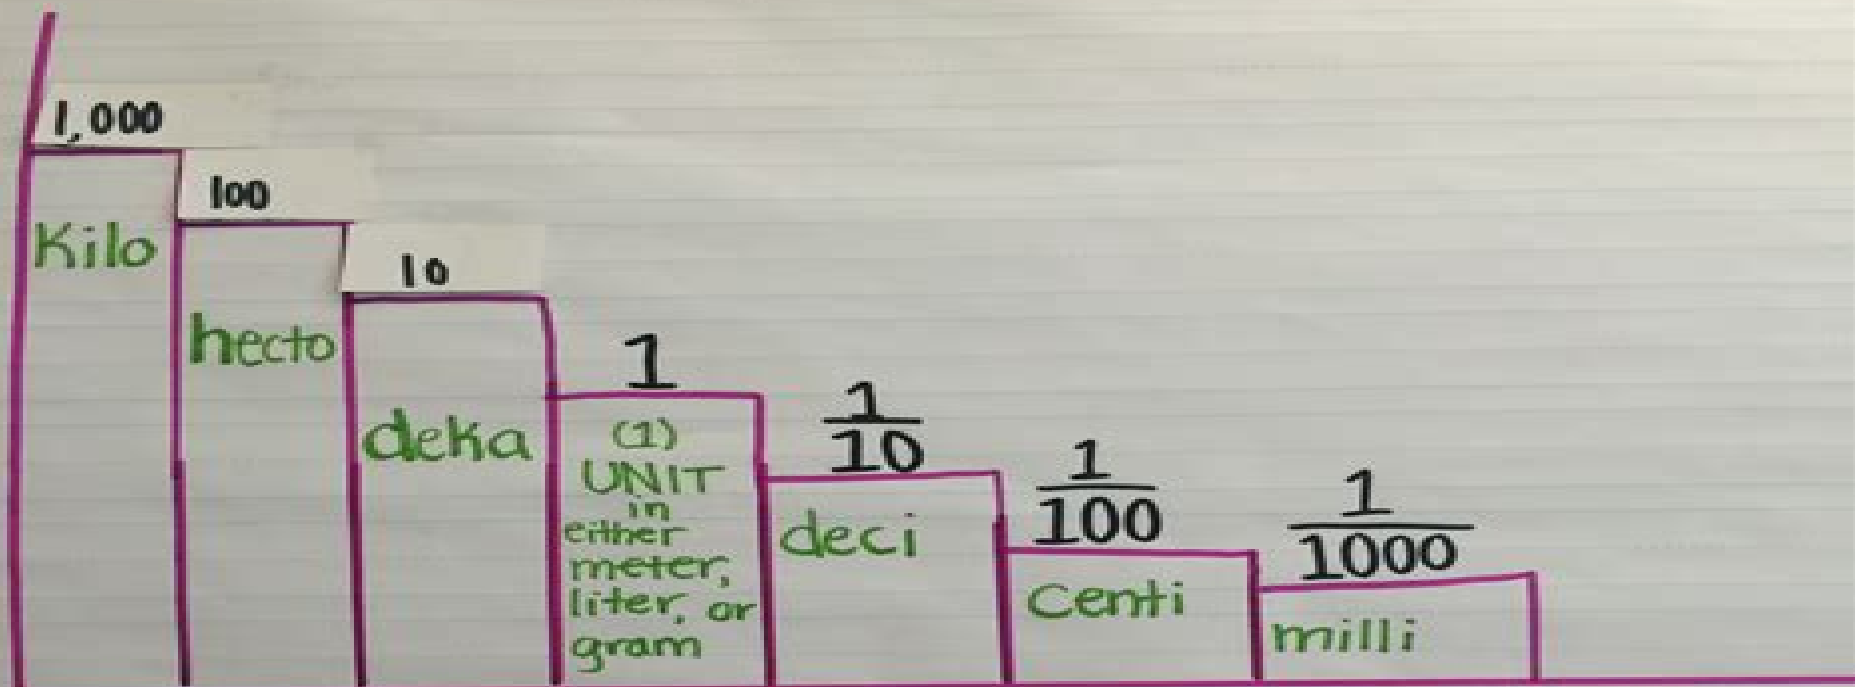 1,000
Kilo
100
hecto
10
deka
1
(1)
UNIT
in
either
meter,
liter, or
gram
1
10
deci
1
100
Centi
1
1000
milli